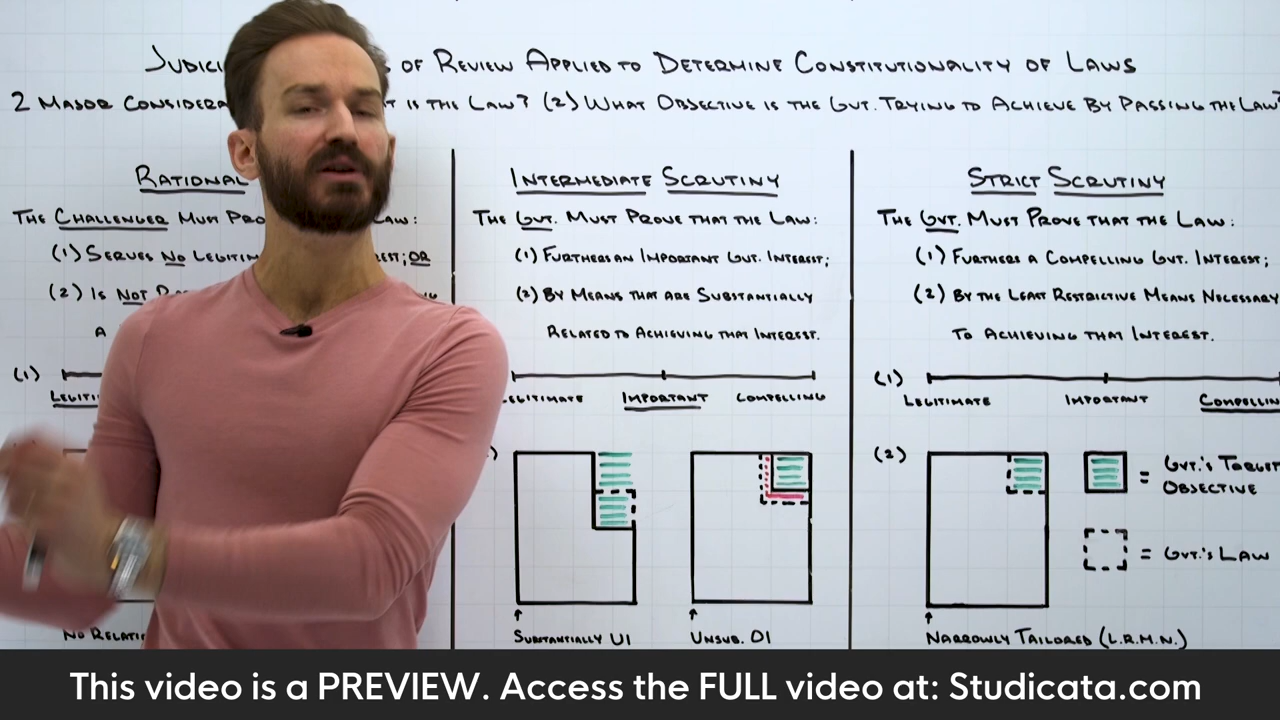 Judici of Review Applied to Determine Constitutionality of Laws
2 Major Considera t is the Law? (2) What Objective is the Gvt. Trying to Achieve By Passing the Law?
Rational
The Challenger Must Pro Law:
(1) Serves No Legitim est; or
(2) Is Not
A
(1)
Legiti
No Relati
Intermediate Scrutiny
The Gvt. Must Prove that the Law:
(1) Furthers an Important Gvt. Interest;
(2) By Means that are Substantially
Related to Achieving that Interest.
egitimate Important Compelling
)
Substantially UI Unsub. OI
Strict Scrutiny
The Gvt. Must Prove that the Law:
(1) Furthers a Compelling Gvt. Interest;
(2) By the Least Restrictive Means Necessary
To Achieving that Interest.
(1)
Legitimate Important Compellin
(2)
= Gvt.'s Target
Objective
= Gvt.'s Law
Narrowly Tailored (L.R.M.N.)
This video is a PREVIEW. Access the FULL video at: Studicata.com